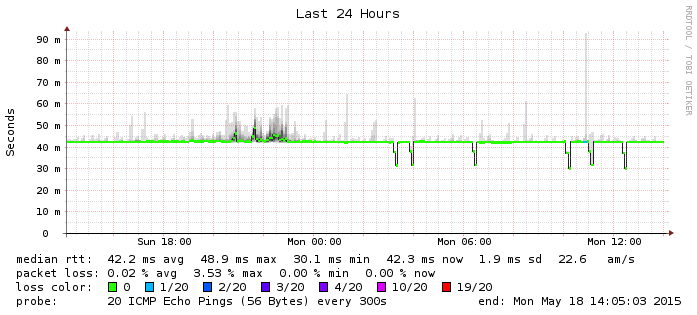 Last 24 Hours
RRDTOOL / TOBI OETIKER
Seconds
90 m
80 m
70 m
60 m
50 m
40 m
30 m
20 m
10 m
0
Sun 18:00 Mon 00:00 Mon 06:00 Mon 12:00
median rtt: 42.2 ms avg 48.9 ms max 30.1 ms min 42.3 ms now 1.9 ms sd 22.6 am/s
packet loss: 0.02 % avg 3.53 % max 0.00 % min 0.00 % now
loss color: 0 1/20 2/20 3/20 4/20 10/20 19/20
probe: 20 ICMP Echo Pings (56 Bytes) every 300s end: Mon May 18 14:05:03 2015